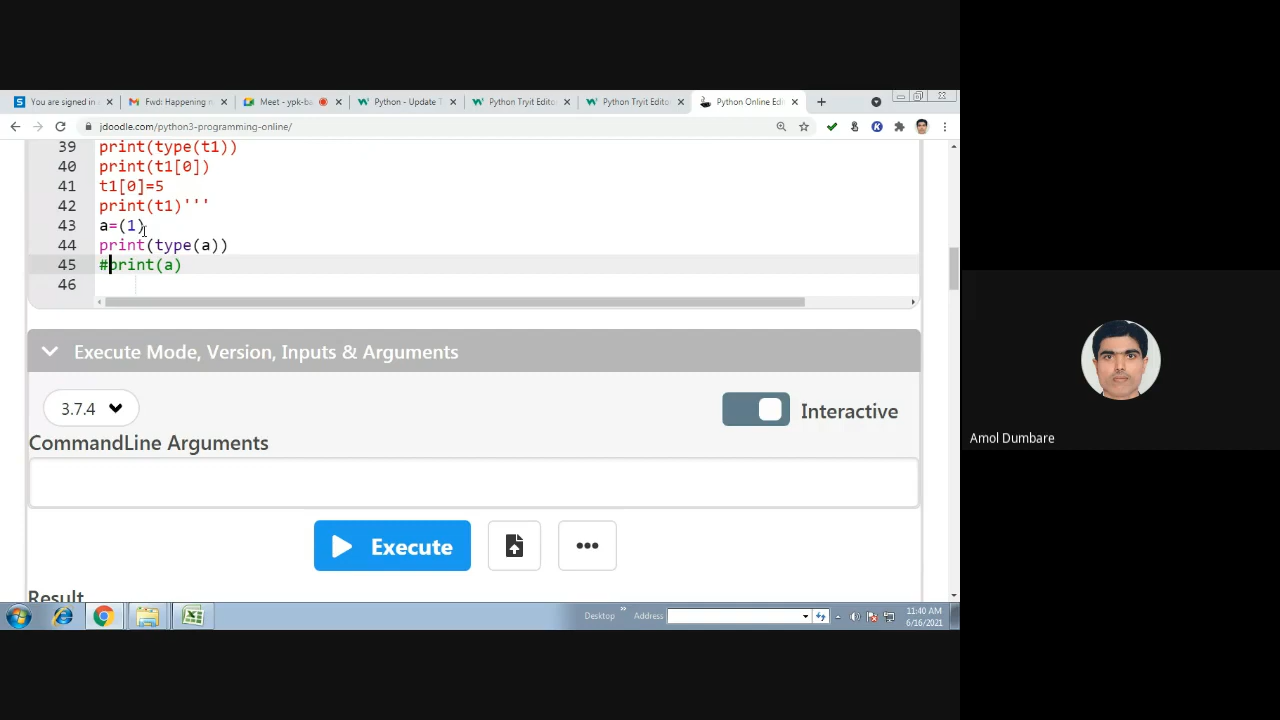 You are signed in
Fwd: Happening n
Meet - ypk-ba
Python - Update T
Python Tryit Edito
Python Tryit Edito
Python Online Edi
jdoodle.com/python3-programming-online/
39 print(type(t1))
40 print(t1[0])
41 t1[0]=5
42 print(t1)'''
43 a=(1)
44 print(type(a))
45 #print(a)
46
Execute Mode, Version, Inputs & Arguments
3.7.4
Interactive
CommandLine Arguments
Execute
Result
Amol Dumbare
Desktop
Address
11:40 AM
6/16/2021